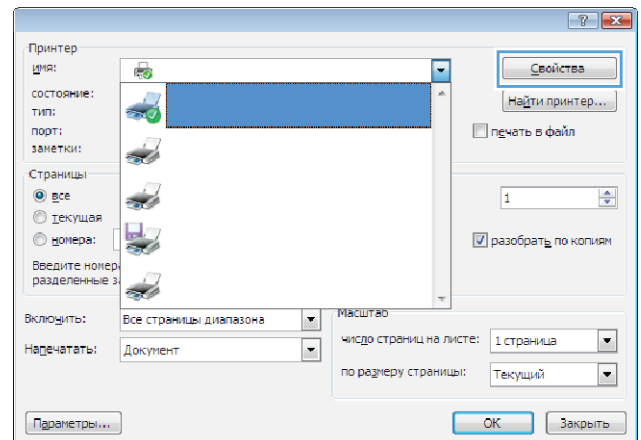 Принтер
имя:
Свойства
состояние:
Найти принтер...
тип:
порт:
печать в файл
заметки:
Страницы
все
1
текущая
номера:
разобрать по копиям
Введите номер
разделенные з
Включить:
Все страницы диапазона
Масштаб
число страниц на листе:
1 страница
Напечатать:
Документ
по размеру страницы:
Текущий
Параметры...
ОК
Закрыть